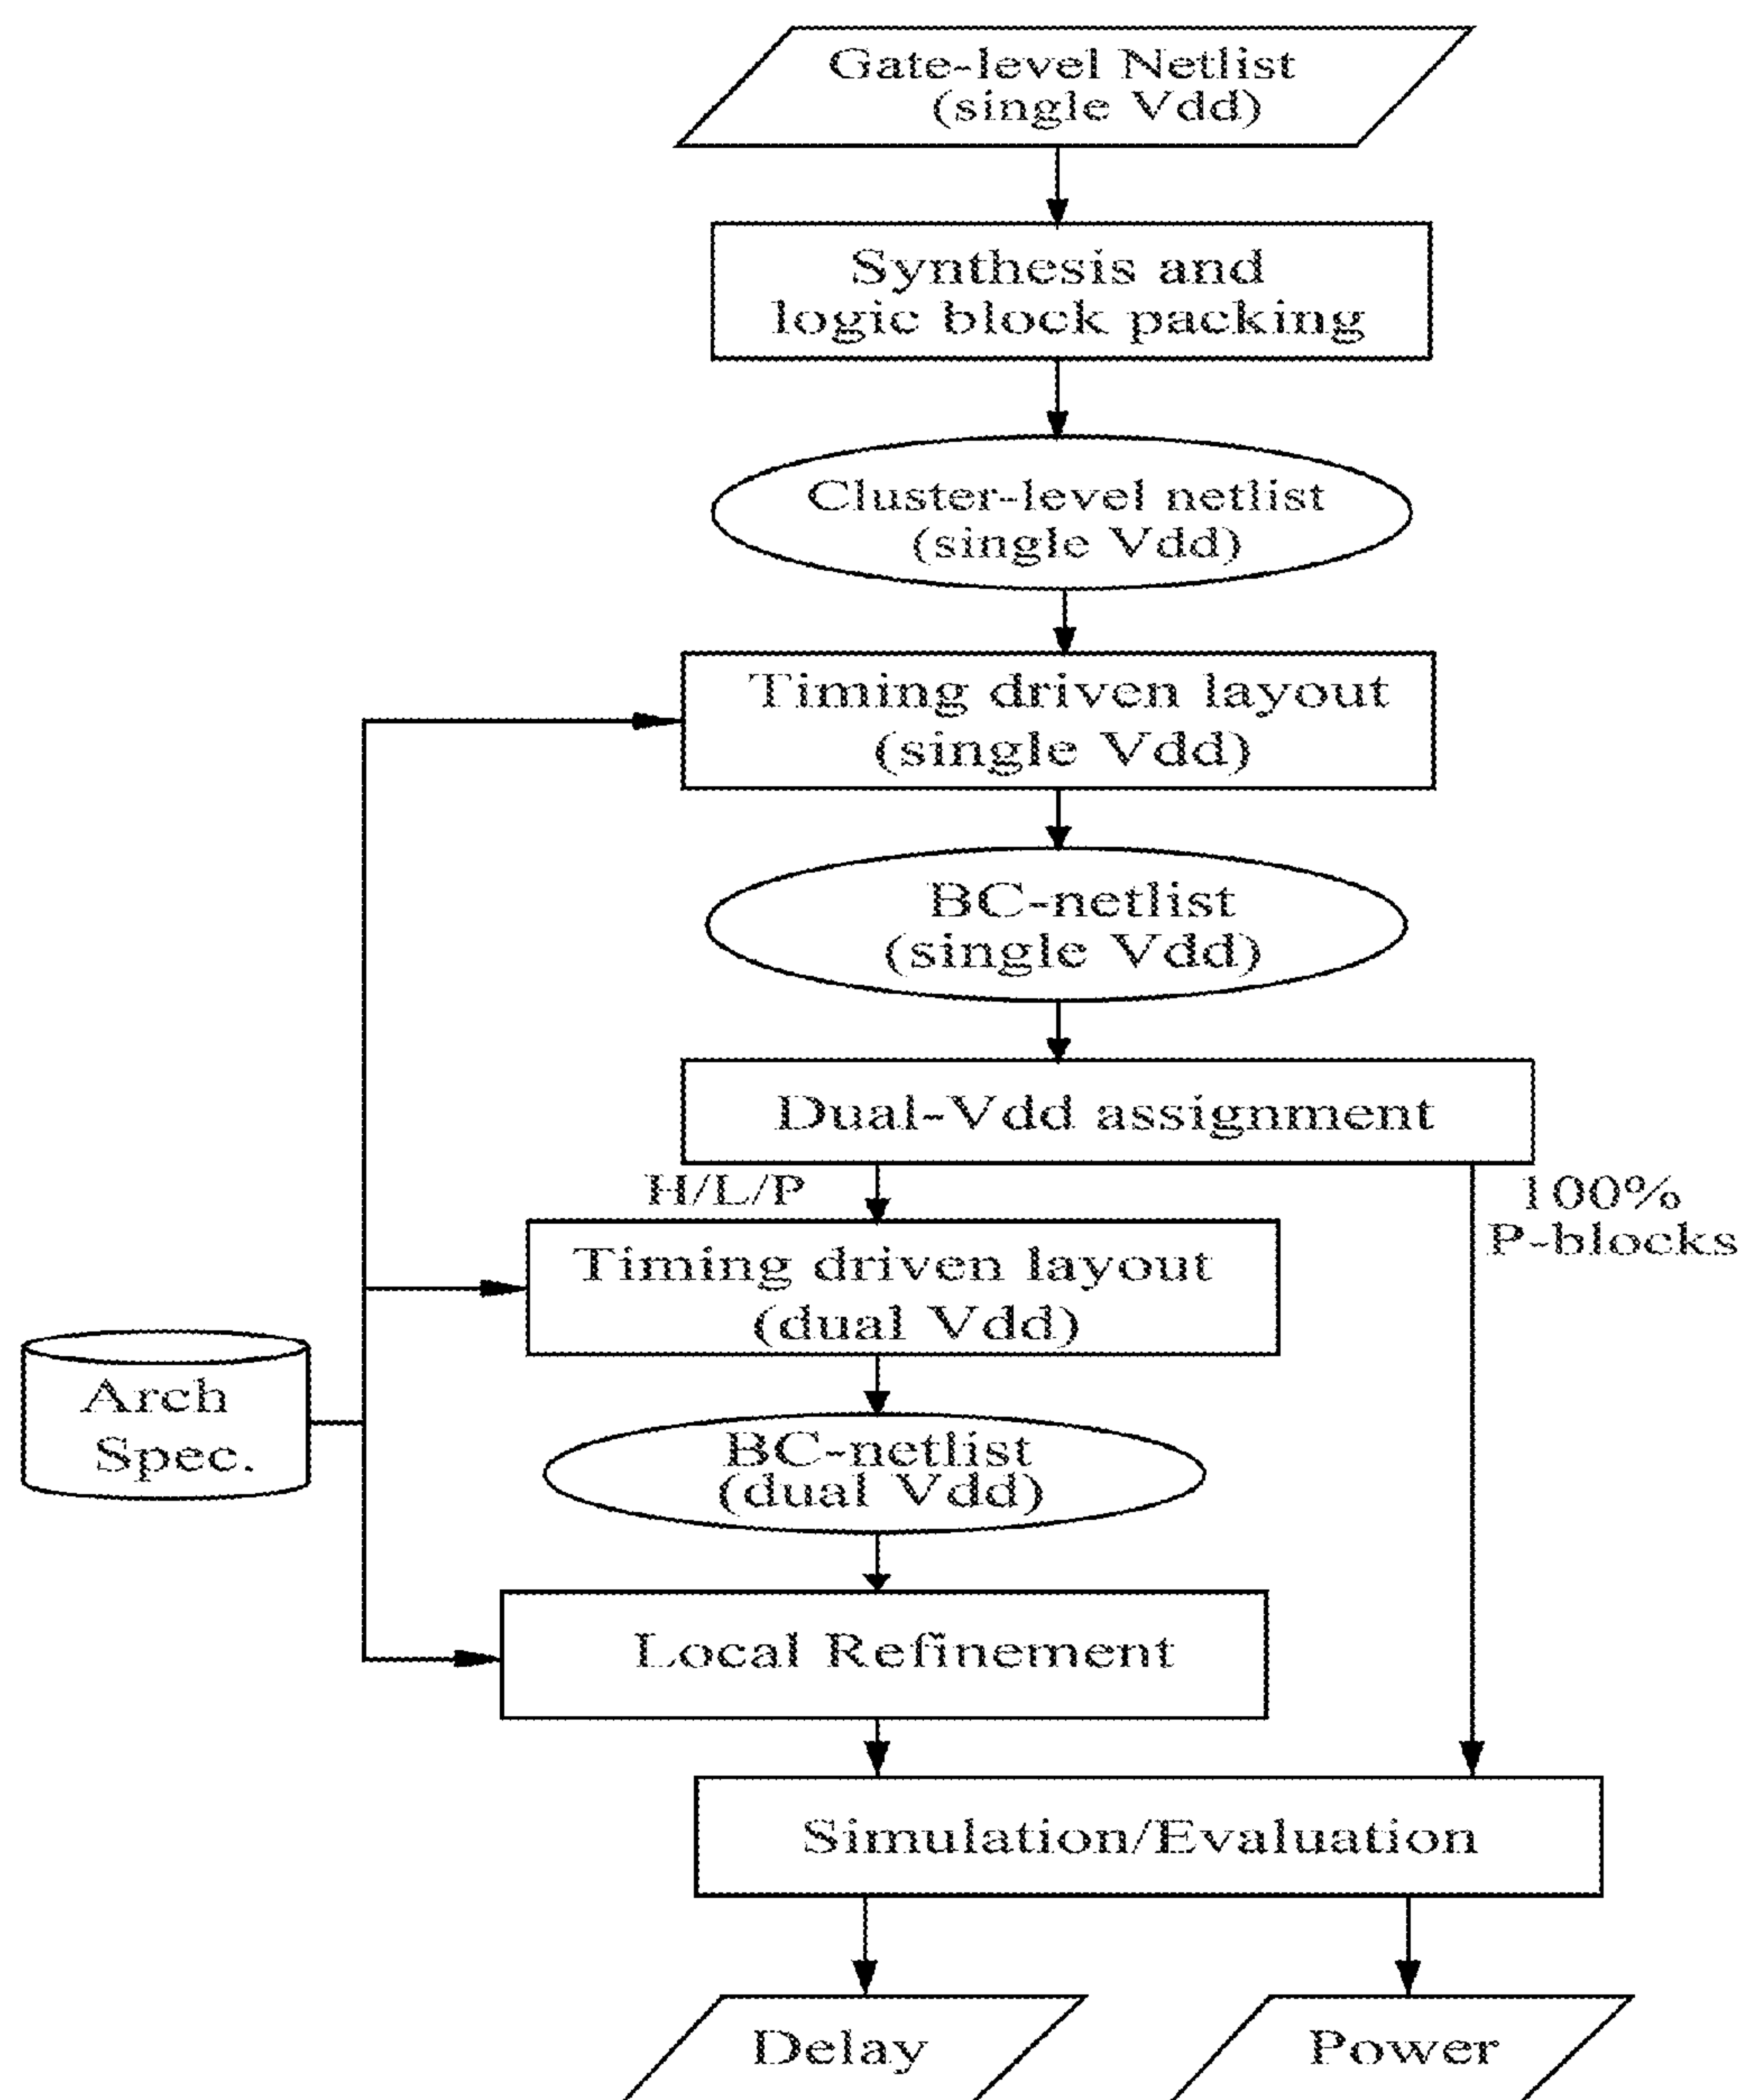 Gate-level Netlist
(single Vdd)
Synthesis and
logic block packing
Cluster-level netlist
(single Vdd)
Timing driven layout
(single Vdd)
BC-netlist
(single Vdd)
Dual-Vdd assignment
H/L/P
100%
P-blocks
Timing driven layout
(dual Vdd)
Arch
Spec.
BC-netlist
(dual Vdd)
Local Refinement
Simulation/Evaluation
Delay
Power